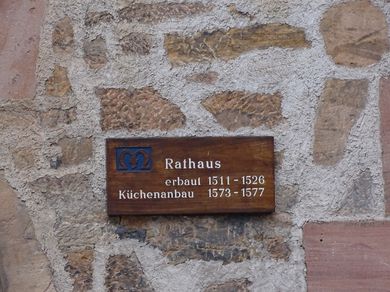 Rathaus
erbaut 1511 - 1526
Küchenanbau 1573 - 1577